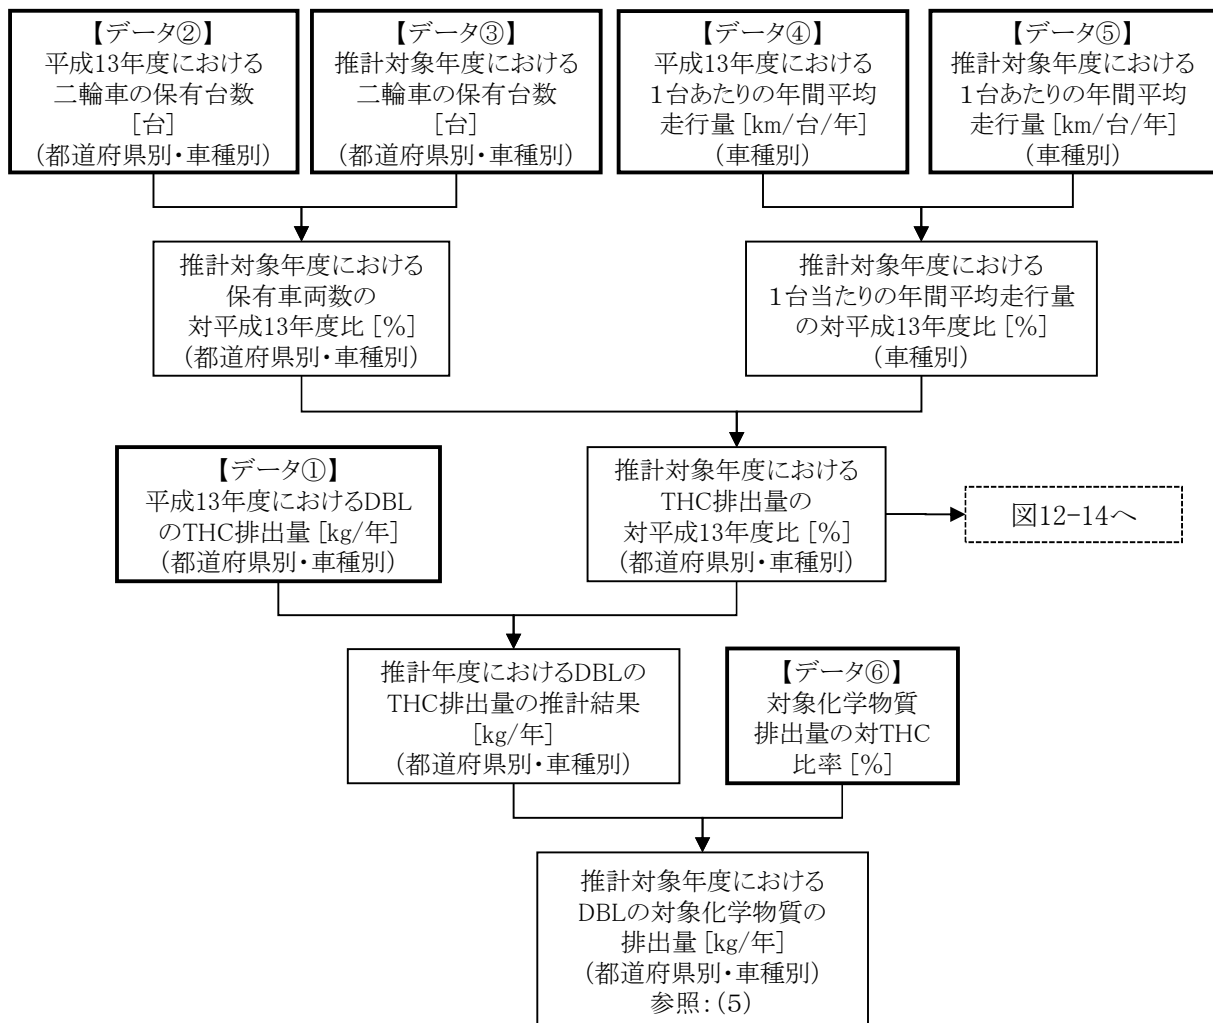 【データ②】
平成13年度における
二輪車の保有台数
[台]
(都道府県別・車種別)
【データ③】
推計対象年度における
二輪車の保有台数
[台]
(都道府県別・車種別)
【データ④】
平成13年度における
1台あたりの年間平均
走行量[km/台/年]
(車種別)
【データ⑤】
推計対象年度における
1台あたりの年間平均
走行量[km/台/年]
(車種別)
推計対象年度における
保有車両数の
対平成13年度比[%]
(都道府県別・車種別)
推計対象年度における
1台当たりの年間平均走行量
の対平成13年度比[%]
(車種別)
【データ①】
平成13年度におけるDBL
のTHC排出量[kg/年]
(都道府県別・車種別)
推計対象年度における
THC排出量の
対平成13年度比[%]
(都道府県別・車種別)
図12-14へ
推計年度におけるDBLの
THC排出量の推計結果
[kg/年]
(都道府県別・車種別)
【データ⑥】
対象化学物質
排出量の対THC
比率[%]
推計対象年度における
DBLの対象化学物質の
排出量[kg/年]
(都道府県別・車種別)
参照:(5)